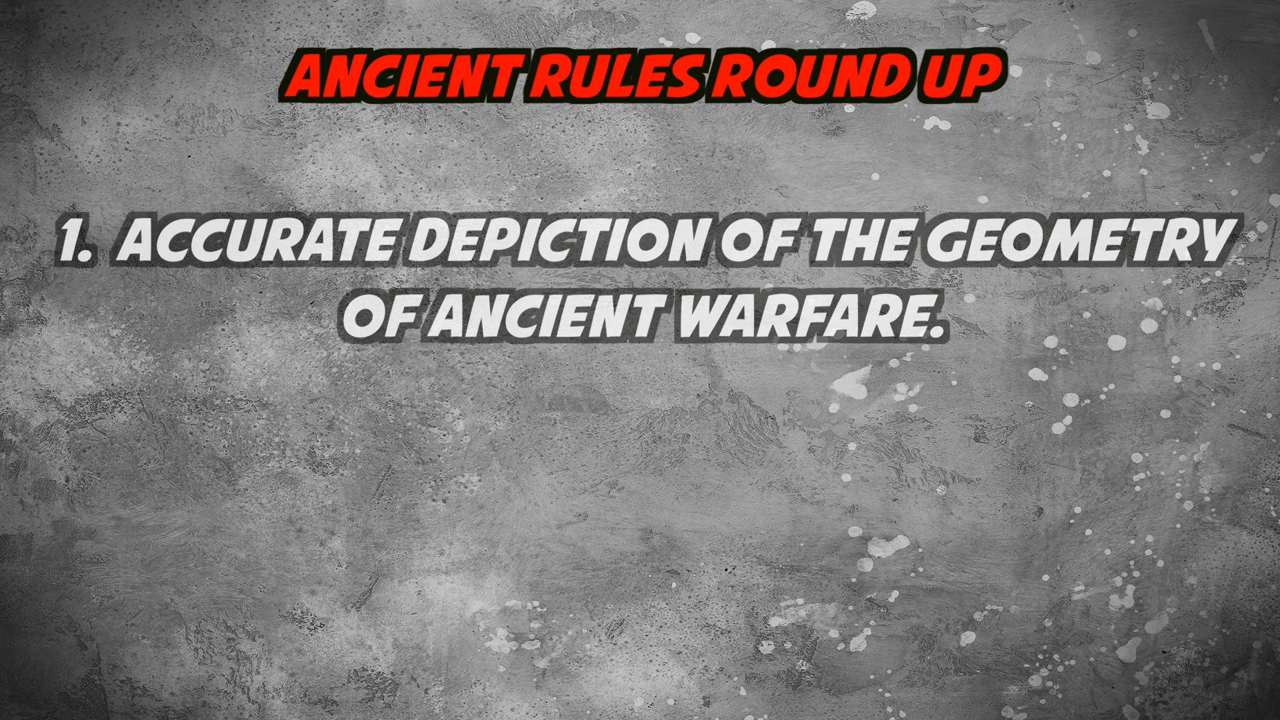 ANCIENT RULES ROUND UP
1. ACCURATE DEPICTION OF THE GEOMETRY
OF ANCIENT WARFARE.